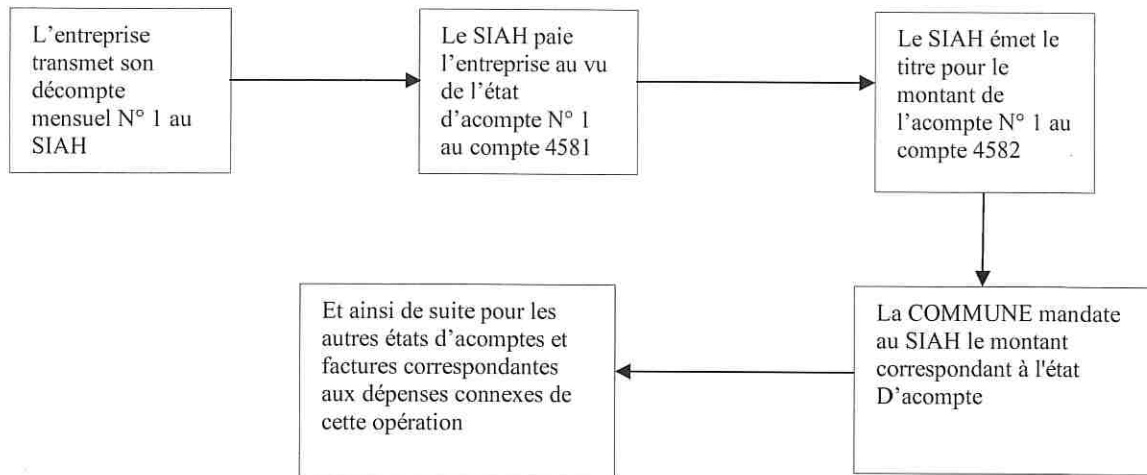 L’entreprise
transmet son
décompte
mensuel N° 1 au
SIAH
Le SIAH paie
l’entreprise au vu
de l’état
d’acompte N° 1
au compte 4581
Le SIAH émet le
titre pour le
montant de
l’acompte N° 1 au
compte 4582
La COMMUNE mandate
au SIAH le montant
correspondant à l'état
D’acompte
Et ainsi de suite pour les
autres états d’acomptes et
factures correspondantes
aux dépenses connexes de
cette opération